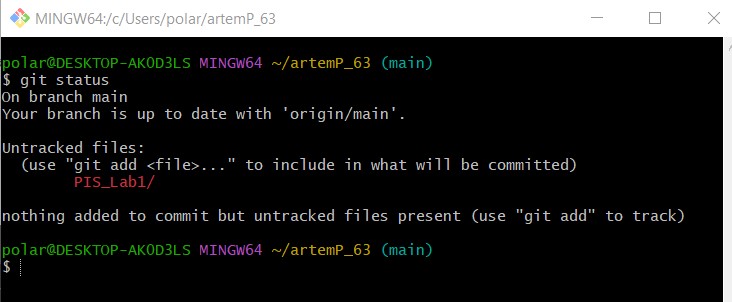 MINGW64:/c/Users/polar/artemP_63
polar@DESKTOP-AKOD3LS MINGW64 ~/artemP_63 (main)
$ git status
On branch main
Your branch is up to date with 'origin/main'.
Untracked files:
(use "git add <file>..." to include in what will be committed)
PIS_Lab1/
nothing added to commit but untracked files present (use "git add" to track)
polar@DESKTOP-AKOD3LS MINGW64 ~/artemP_63 (main)
$